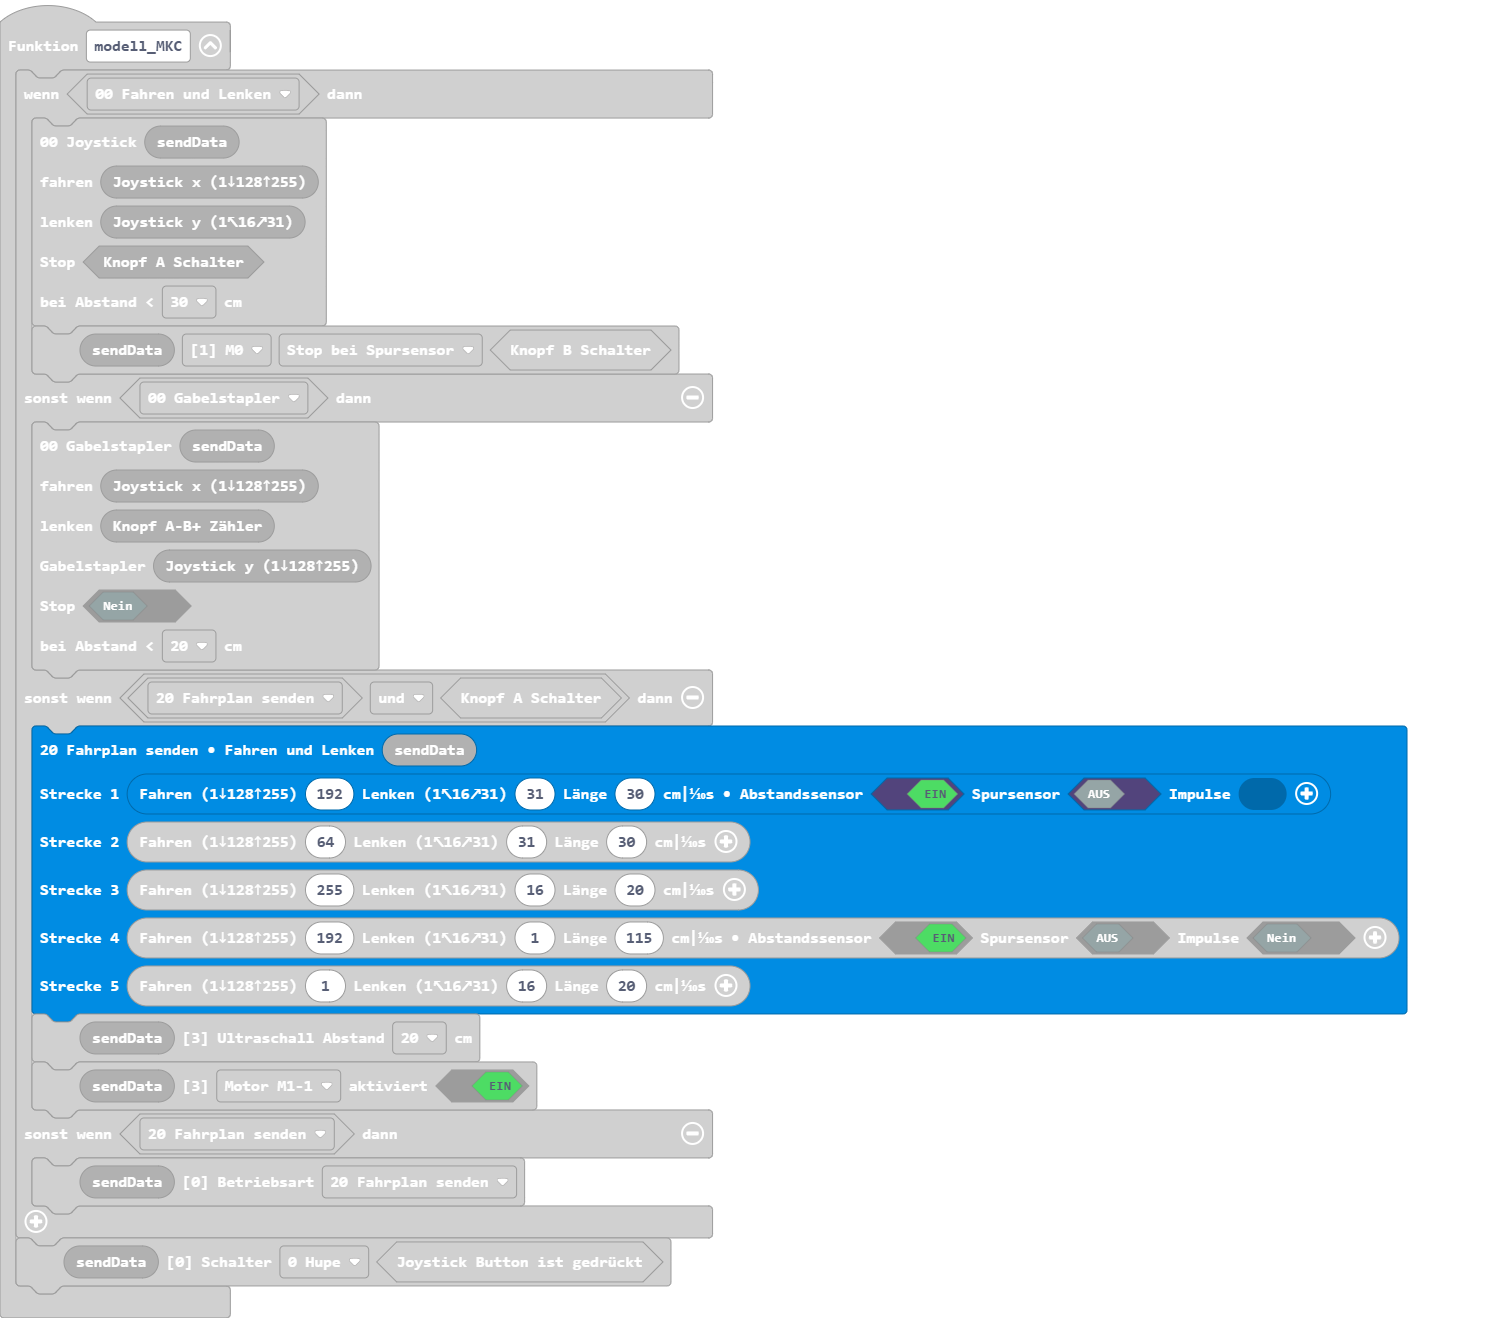 Funktion modell_MKC
wenn 00 Fahren und Lenken dann
00 Joystick sendData
fahren Joystick x (1↓128↑255)
lenken Joystick y (1↖16↗31)
Stop Knopf A Schalter
bei Abstand < 30 cm
sendData [1] M0 Stop bei Spursensor Knopf B Schalter
sonst wenn 00 Gabelstapler dann
00 Gabelstapler sendData
fahren Joystick x (1↓128↑255)
lenken Knopf A-B+ Zähler
Gabelstapler Joystick y (1↓128↑255)
Stop Nein
bei Abstand < 20 cm
sonst wenn 20 Fahrplan senden und Knopf A Schalter dann
20 Fahrplan senden • Fahren und Lenken sendData
Strecke 1 Fahren (1↓128↑255) 192 Lenken (1↖16↗31) 31 Länge 30 cm|⅒s • Abstandssensor EIN Spursensor AUS Impulse
Strecke 2 Fahren (1↓128↑255) 64 Lenken (1↖16↗31) 31 Länge 30 cm|⅒s
Strecke 3 Fahren (1↓128↑255) 255 Lenken (1↖16↗31) 16 Länge 20 cm|⅒s
Strecke 4 Fahren (1↓128↑255) 192 Lenken (1↖16↗31) 1 Länge 115 cm|⅒s • Abstandssensor EIN Spursensor AUS Impulse Nein
Strecke 5 Fahren (1↓128↑255) 1 Lenken (1↖16↗31) 16 Länge 20 cm|⅒s
sendData [3] Ultraschall Abstand 20 cm
sendData [3] Motor M1-1 aktiviert EIN
sonst wenn 20 Fahrplan senden dann
sendData [0] Betriebsart 20 Fahrplan senden
sendData [0] Schalter 0 Hupe Joystick Button ist gedrückt